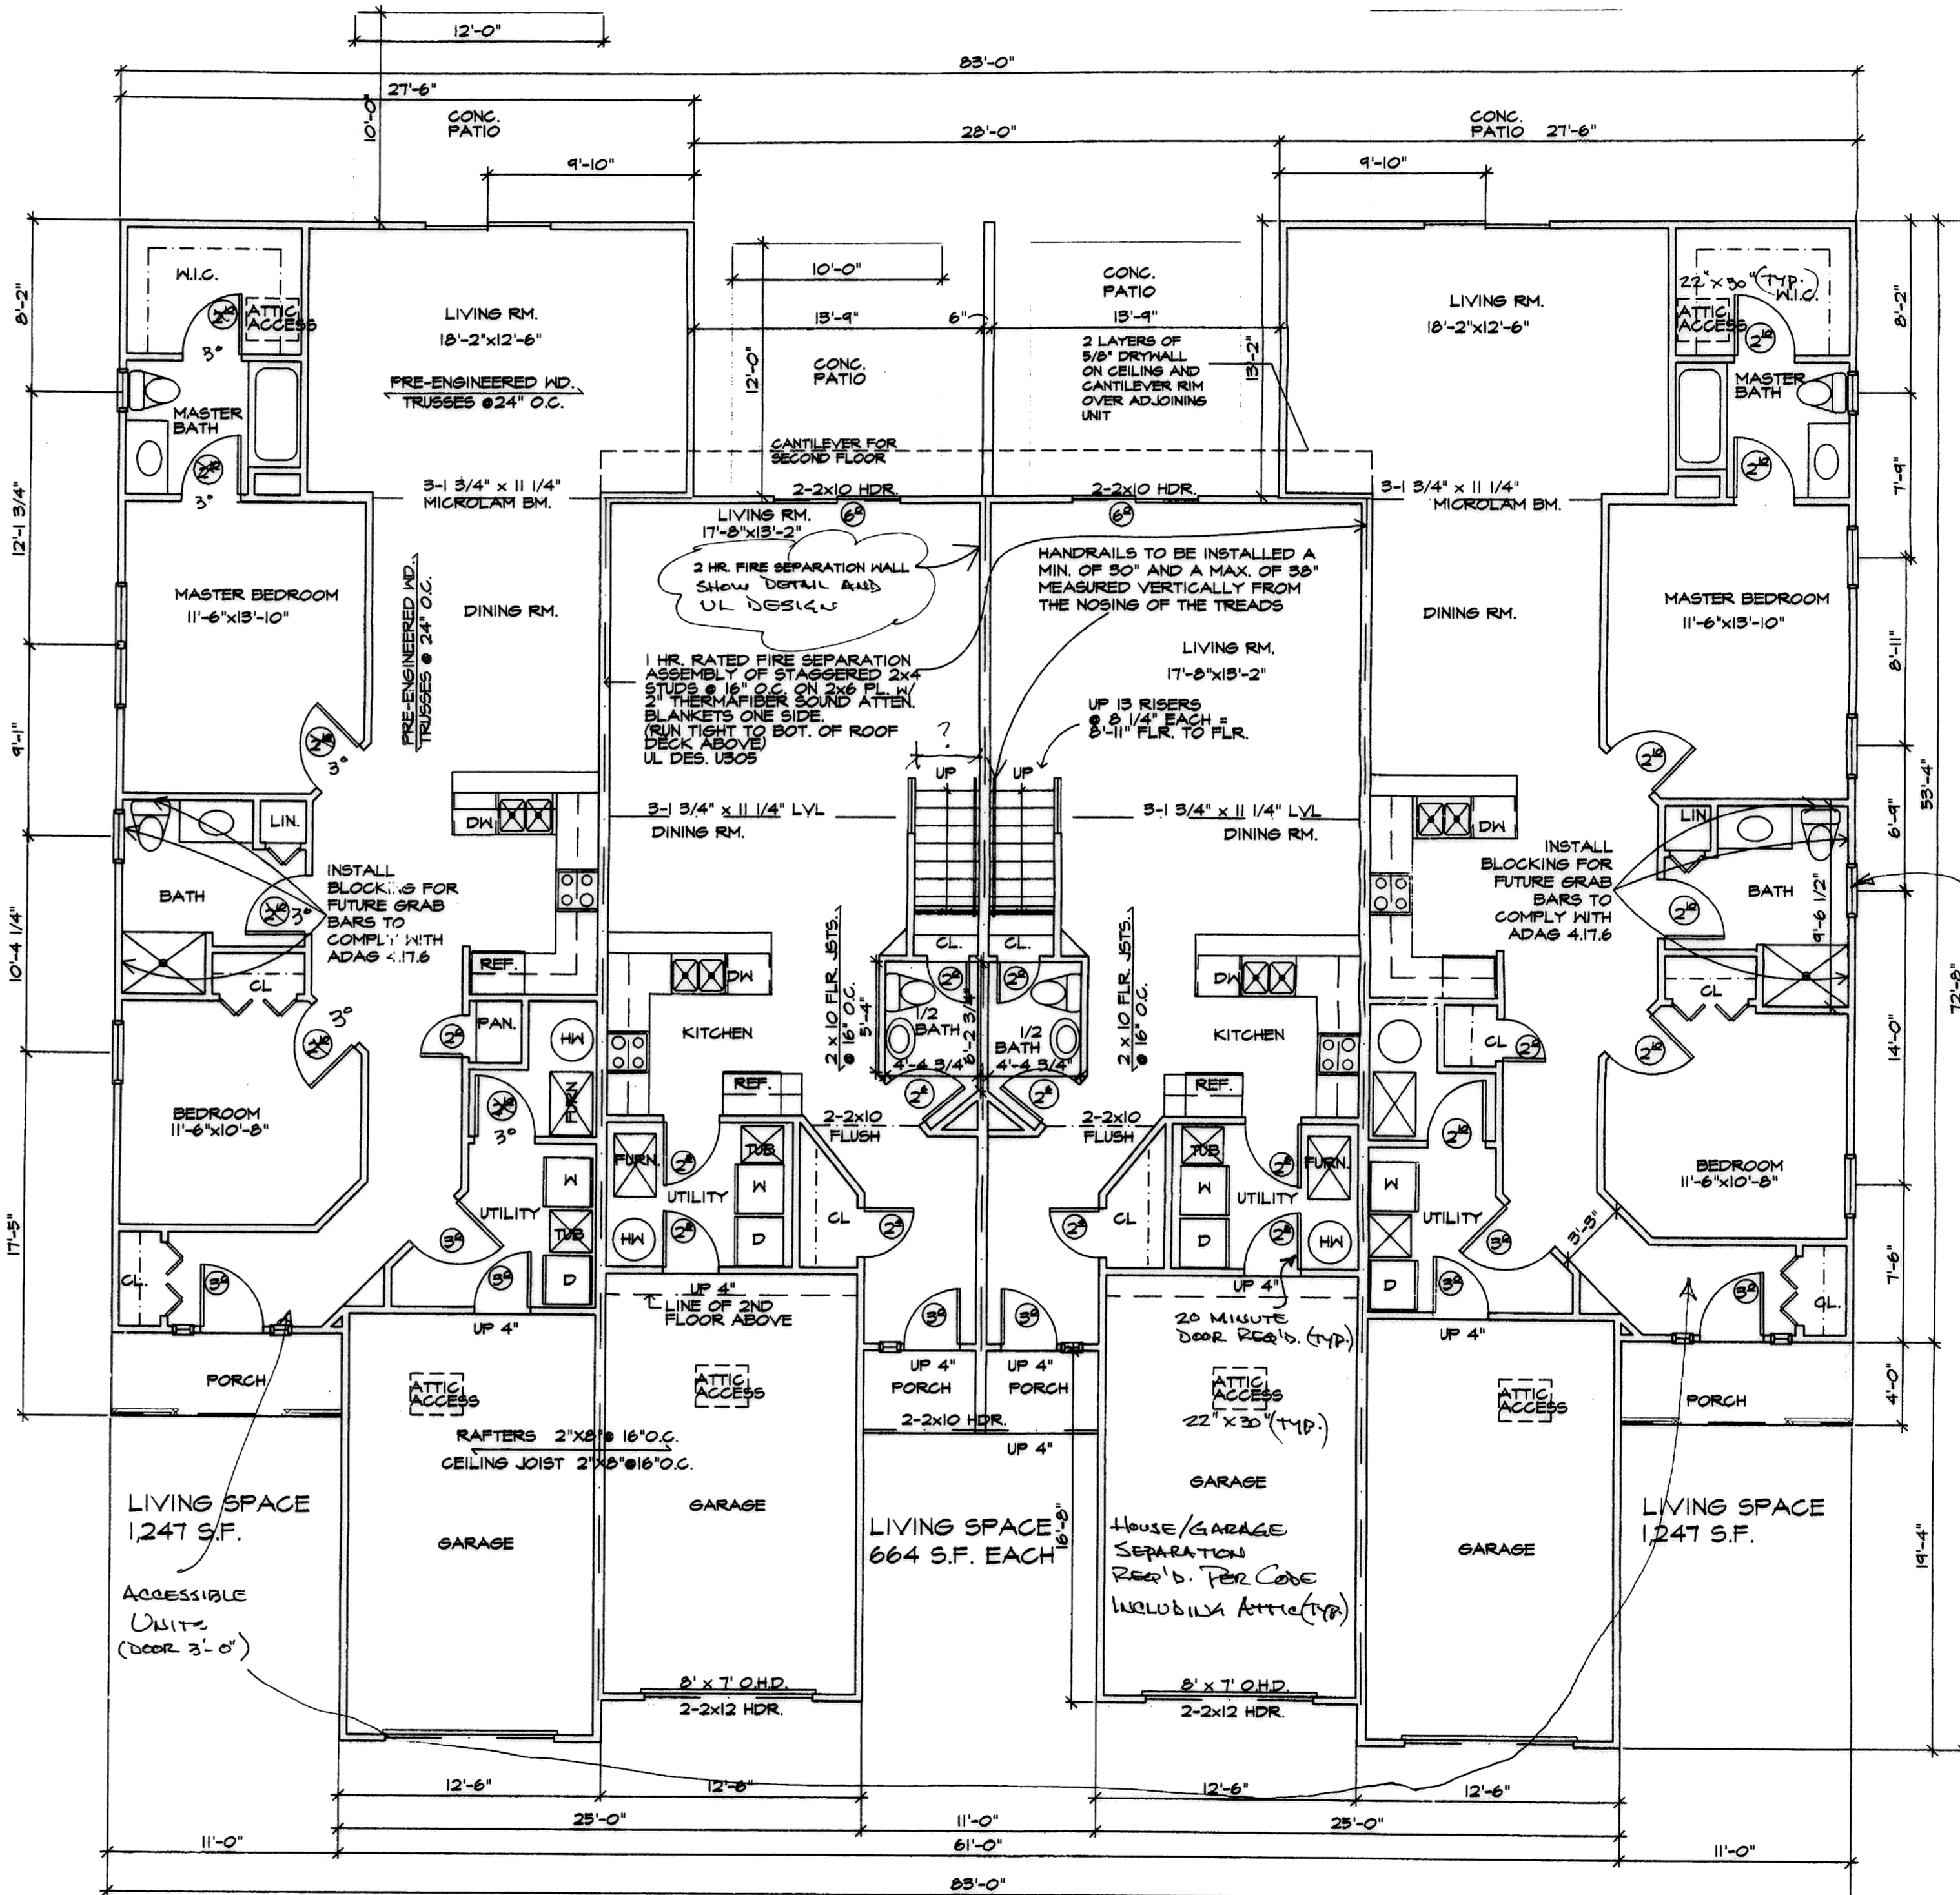 12'-0"
83'-0"
27'-6"
10'-0"
CONC.
PATIO
28'-0"
CONC.
PATIO 27'-6"
9'-10"
9'-10"
W.I.C.
ATTIC
ACCESS
3°
8'-2"
LIVING RM.
18'-2"x12'-6"
PRE-ENGINEERED WD.
TRUSSES @24" O.C.
10'-0"
CONC.
PATIO
13'-9"
6"
13'-9"
12'-0"
CONC.
PATIO
13'-2"
2 LAYERS OF
5/8" DRYWALL
ON CEILING AND
CANTILEVER RIM
OVER ADJOINING
UNIT
LIVING RM.
18'-2"x12'-6"
22" x 30" (TYP.)
W.I.C.
ATTIC
ACCESS
8'-2"
MASTER
BATH
3°
MASTER
BATH
CANTILEVER FOR
SECOND FLOOR
3-1 3/4" x 11 1/4"
MICROLAM BM.
2-2x10 HDR.
2-2x10 HDR.
3-1 3/4" x 11 1/4"
MICROLAM BM.
7'-9"
12'-1 3/4"
LIVING RM.
17'-8"x13'-2"
2 HR. FIRE SEPARATION WALL
SHOW DETAIL AND
UL DESIGN
HANDRAILS TO BE INSTALLED A
MIN. OF 30" AND A MAX. OF 38"
MEASURED VERTICALLY FROM
THE NOSING OF THE TREADS
MASTER BEDROOM
11'-6"x13'-10"
PRE-ENGINEERED WD.
TRUSSES @ 24" O.C.
DINING RM.
DINING RM.
MASTER BEDROOM
11'-6"x13'-10"
8'-11"
1 HR. RATED FIRE SEPARATION
ASSEMBLY OF STAGGERED 2x4
STUDS @ 16" O.C. ON 2x6 PL. W/
2" THERMAFIBER SOUND ATTEN.
BLANKETS ONE SIDE.
(RUN TIGHT TO BOT. OF ROOF
DECK ABOVE)
UL DES. U305
LIVING RM.
17'-8"x13'-2"
UP 13 RISERS
@ 8 1/4" EACH =
8'-11" FLR. TO FLR.
?
UP
UP
9'-1"
3°
53'-4"
72'-8"
LIN.
DW
3-1 3/4" x 11 1/4" LVL
DINING RM.
3-1 3/4" x 11 1/4" LVL
DINING RM.
DW
LIN
6'-9"
BATH
3°
INSTALL
BLOCKING FOR
FUTURE GRAB
BARS TO
COMPLY WITH
ADAG 4.17.6
INSTALL
BLOCKING FOR
FUTURE GRAB
BARS TO
COMPLY WITH
ADAG 4.17.6
BATH
9'-6 1/2"
10'-4 1/4"
CL
REF.
DW
2 x 10 FLR. JSTS.
@ 16" O.C.
CL.
CL.
2 x 10 FLR. JSTS.
@ 16" O.C.
DW
CL
3°
PAN.
HW
FURN
KITCHEN
5'-4"
1/2
BATH
6'-2 3/4"
1/2
BATH
4'-4 3/4"
4'-4 3/4"
KITCHEN
CL
14'-0"
BEDROOM
11'-6"x10'-8"
3°
REF.
2-2x10
FLUSH
2-2x10
FLUSH
REF.
BEDROOM
11'-6"x10'-8"
17'-5"
UTILITY
W
TUB
D
FURN.
UTILITY
HW
TUB
W
D
CL
CL
TUB
W
D
UTILITY
FURN.
HW
W
UTILITY
D
3'-3"
7'-6"
CL.
CL.
UP 4"
UP 4"
LINE OF 2ND
FLOOR ABOVE
UP 4"
20 MINUTE
DOOR REQ'D. (TYP.)
UP 4"
PORCH
ATTIC
ACCESS
ATTIC
ACCESS
UP 4"
PORCH
UP 4"
PORCH
2-2x10 HDR.
UP 4"
ATTIC
ACCESS
22" x 30" (TYP.)
ATTIC
ACCESS
PORCH
4'-0"
RAFTERS 2"x8"@ 16"O.C.
CEILING JOIST 2"x8"@16"O.C.
LIVING SPACE
1,247 S.F.
GARAGE
GARAGE
LIVING SPACE
664 S.F. EACH
16'-8"
GARAGE
HOUSE/GARAGE
SEPARATION
REQ'D. PER CODE
INCLUDING ATTIC (TYP.)
GARAGE
LIVING SPACE
1,247 S.F.
19'-4"
ACCESSIBLE
UNITS
(DOOR 3'-0")
8' x 7' O.H.D.
2-2x12 HDR.
8' x 7' O.H.D.
2-2x12 HDR.
12'-6"
12'-6"
12'-6"
12'-6"
25'-0"
11'-0"
25'-0"
11'-0"
61'-0"
11'-0"
83'-0"